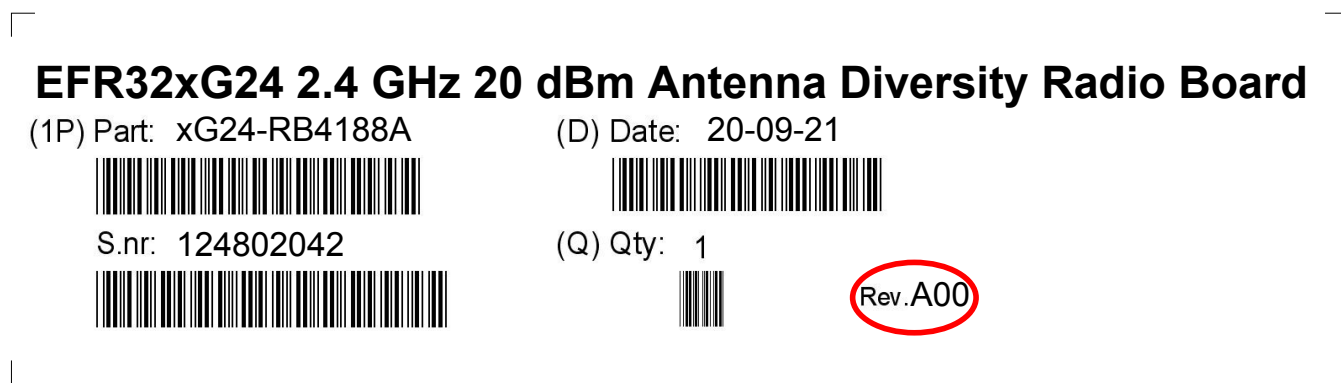 EFR32xG24 2.4 GHz 20 dBm Antenna Diversity Radio Board
(1P) Part: xG24-RB4188A (D) Date: 20-09-21
S.nr: 124802042 (Q) Qty: 1
Rev.A00